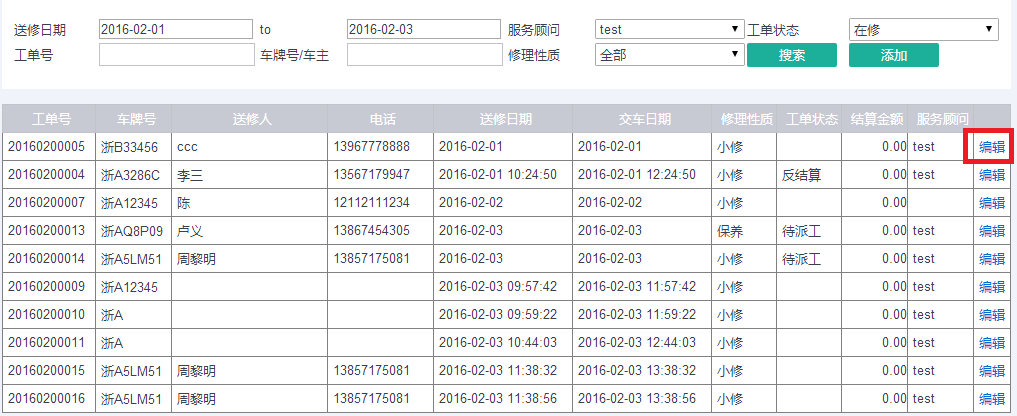 送修日期 2016-02-01 to 2016-02-03 服务顾问 test 工单状态 在修
工单号 车牌号/车主 修理性质 全部 搜索 添加
工单号 车牌号 送修人 电话 送修日期 交车日期 修理性质 工单状态 结算金额 服务顾问
20160200005 浙B33456 ccc 13967778888 2016-02-01 2016-02-01 小修 0.00 test 编辑
20160200004 浙A3286C 李三 13567179947 2016-02-01 10:24:50 2016-02-01 12:24:50 小修 反结算 0.00 test 编辑
20160200007 浙A12345 陈 12112111234 2016-02-02 2016-02-02 小修 0.00 编辑
20160200013 浙AQ8P09 卢义 13867454305 2016-02-03 2016-02-03 保养 待派工 0.00 test 编辑
20160200014 浙A5LM51 周黎明 13857175081 2016-02-03 2016-02-03 小修 待派工 0.00 test 编辑
20160200009 浙A12345 2016-02-03 09:57:42 2016-02-03 11:57:42 小修 0.00 test 编辑
20160200010 浙A 2016-02-03 09:59:22 2016-02-03 11:59:22 小修 0.00 test 编辑
20160200011 浙A 2016-02-03 10:44:03 2016-02-03 12:44:03 小修 0.00 test 编辑
20160200015 浙A5LM51 周黎明 13857175081 2016-02-03 11:38:32 2016-02-03 13:38:32 小修 0.00 test 编辑
20160200016 浙A5LM51 周黎明 13857175081 2016-02-03 11:38:56 2016-02-03 13:38:56 小修 0.00 test 编辑